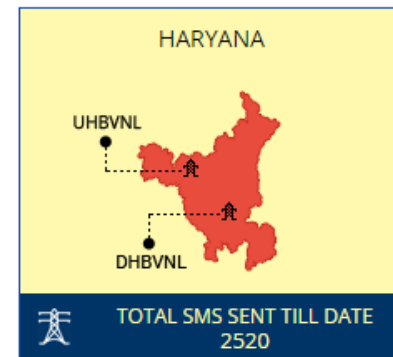 HARYANA
UHBVNL
DHBVNL
TOTAL SMS SENT TILL DATE
2520